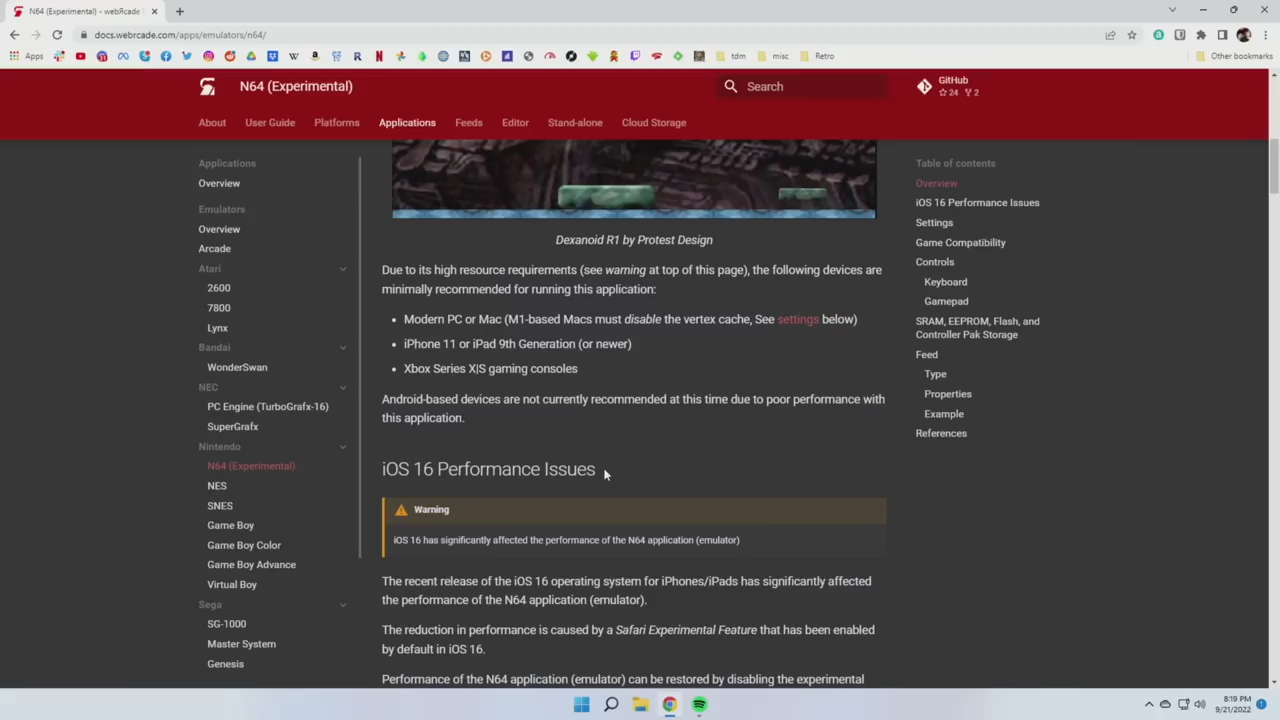 N64 (Experimental) - webRcade
docs.webrcade.com/apps/emulators/n64/
Apps
tdm
misc
Retro
Other bookmarks
N64 (Experimental)
Search
GitHub
24 2
About
User Guide
Platforms
Applications
Feeds
Editor
Stand-alone
Cloud Storage
Applications
Overview
Emulators
Overview
Arcade
Atari
2600
7800
Lynx
Bandai
WonderSwan
NEC
PC Engine (TurboGrafx-16)
SuperGrafx
Nintendo
N64 (Experimental)
NES
SNES
Game Boy
Game Boy Color
Game Boy Advance
Virtual Boy
Sega
SG-1000
Master System
Genesis
Dexanoid R1 by Protest Design
Due to its high resource requirements (see warning at top of this page), the following devices are
minimally recommended for running this application:
• Modern PC or Mac (M1-based Macs must disable the vertex cache, See settings below)
• iPhone 11 or iPad 9th Generation (or newer)
• Xbox Series X|S gaming consoles
Android-based devices are not currently recommended at this time due to poor performance with
this application.
iOS 16 Performance Issues
Warning
iOS 16 has significantly affected the performance of the N64 application (emulator)
The recent release of the iOS 16 operating system for iPhones/iPads has significantly affected
the performance of the N64 application (emulator).
The reduction in performance is caused by a Safari Experimental Feature that has been enabled
by default in iOS 16.
Performance of the N64 application (emulator) can be restored by disabling the experimental
Table of contents
Overview
iOS 16 Performance Issues
Settings
Game Compatibility
Controls
Keyboard
Gamepad
SRAM, EEPROM, Flash, and
Controller Pak Storage
Feed
Type
Properties
Example
References
8:19 PM
9/21/2022